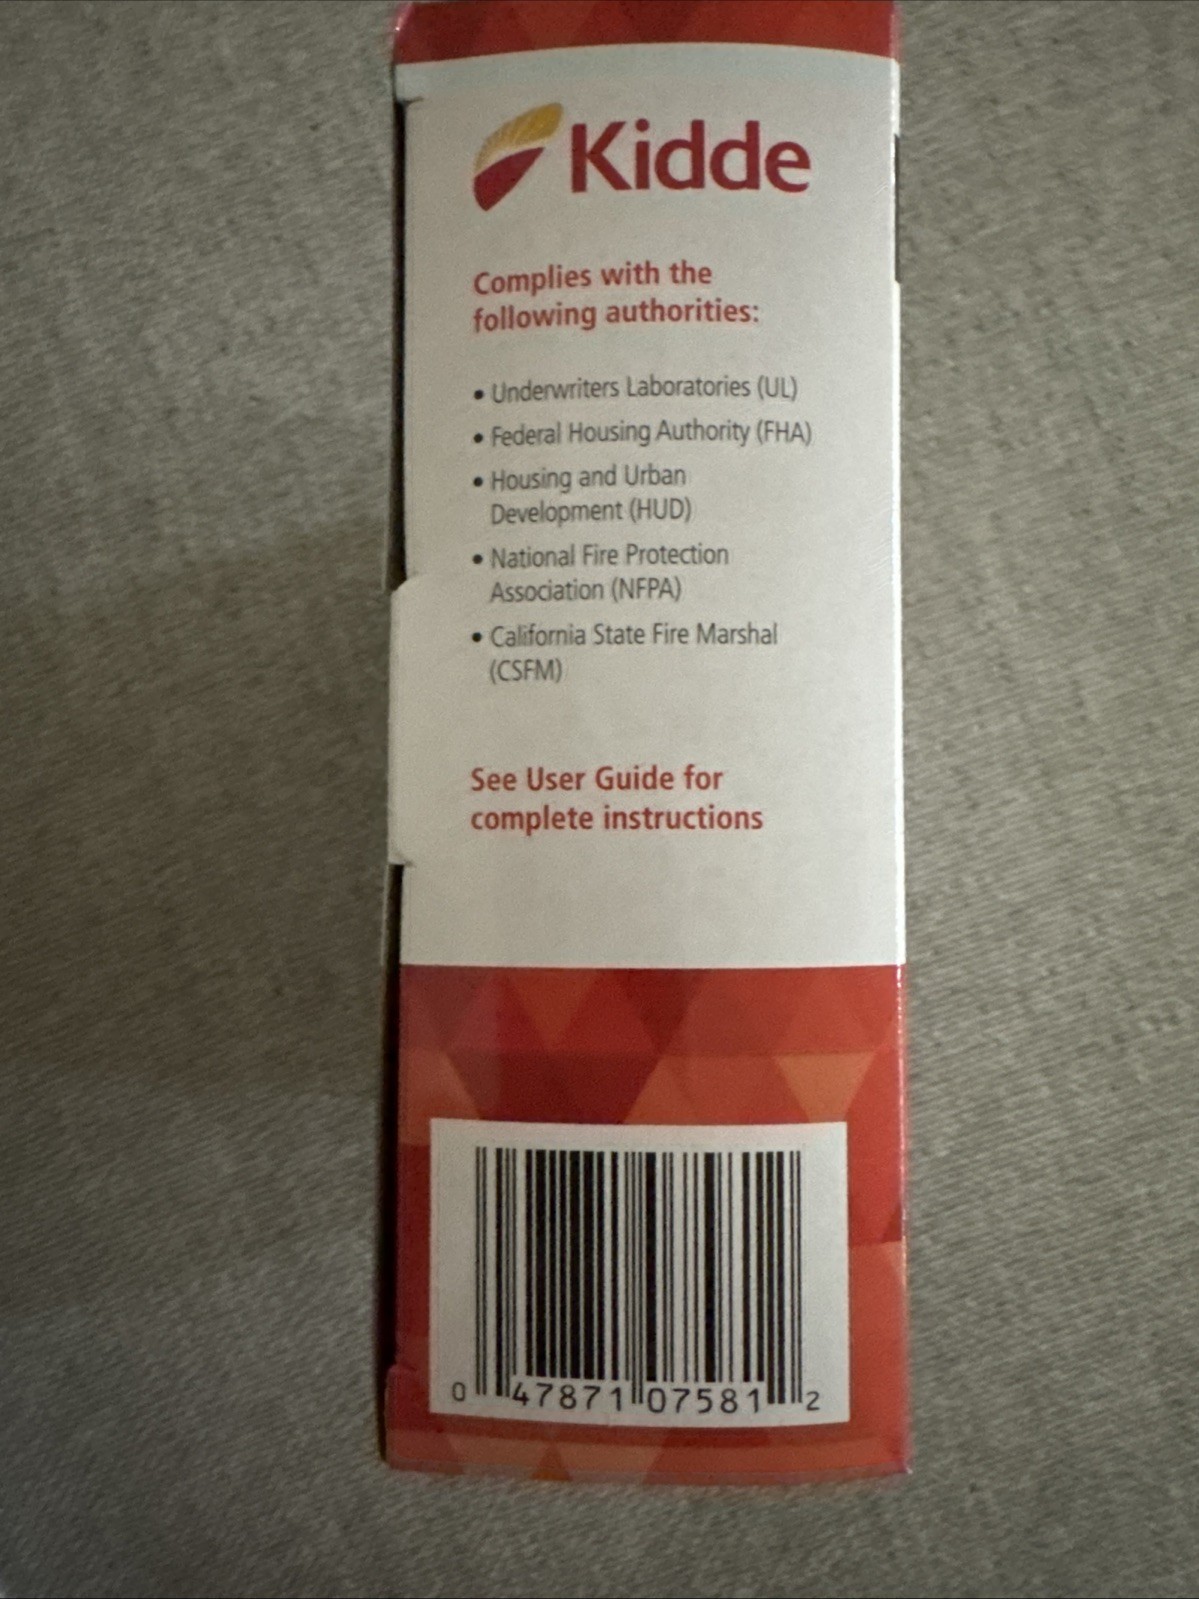 Kidde
Complies with the
following authorities:
• Underwriters Laboratories (UL)
• Federal Housing Authority (FHA)
• Housing and Urban
Development (HUD)
• National Fire Protection
Association (NFPA)
• California State Fire Marshal
(CSFM)
See User Guide for
complete instructions
0 47871 07581 2